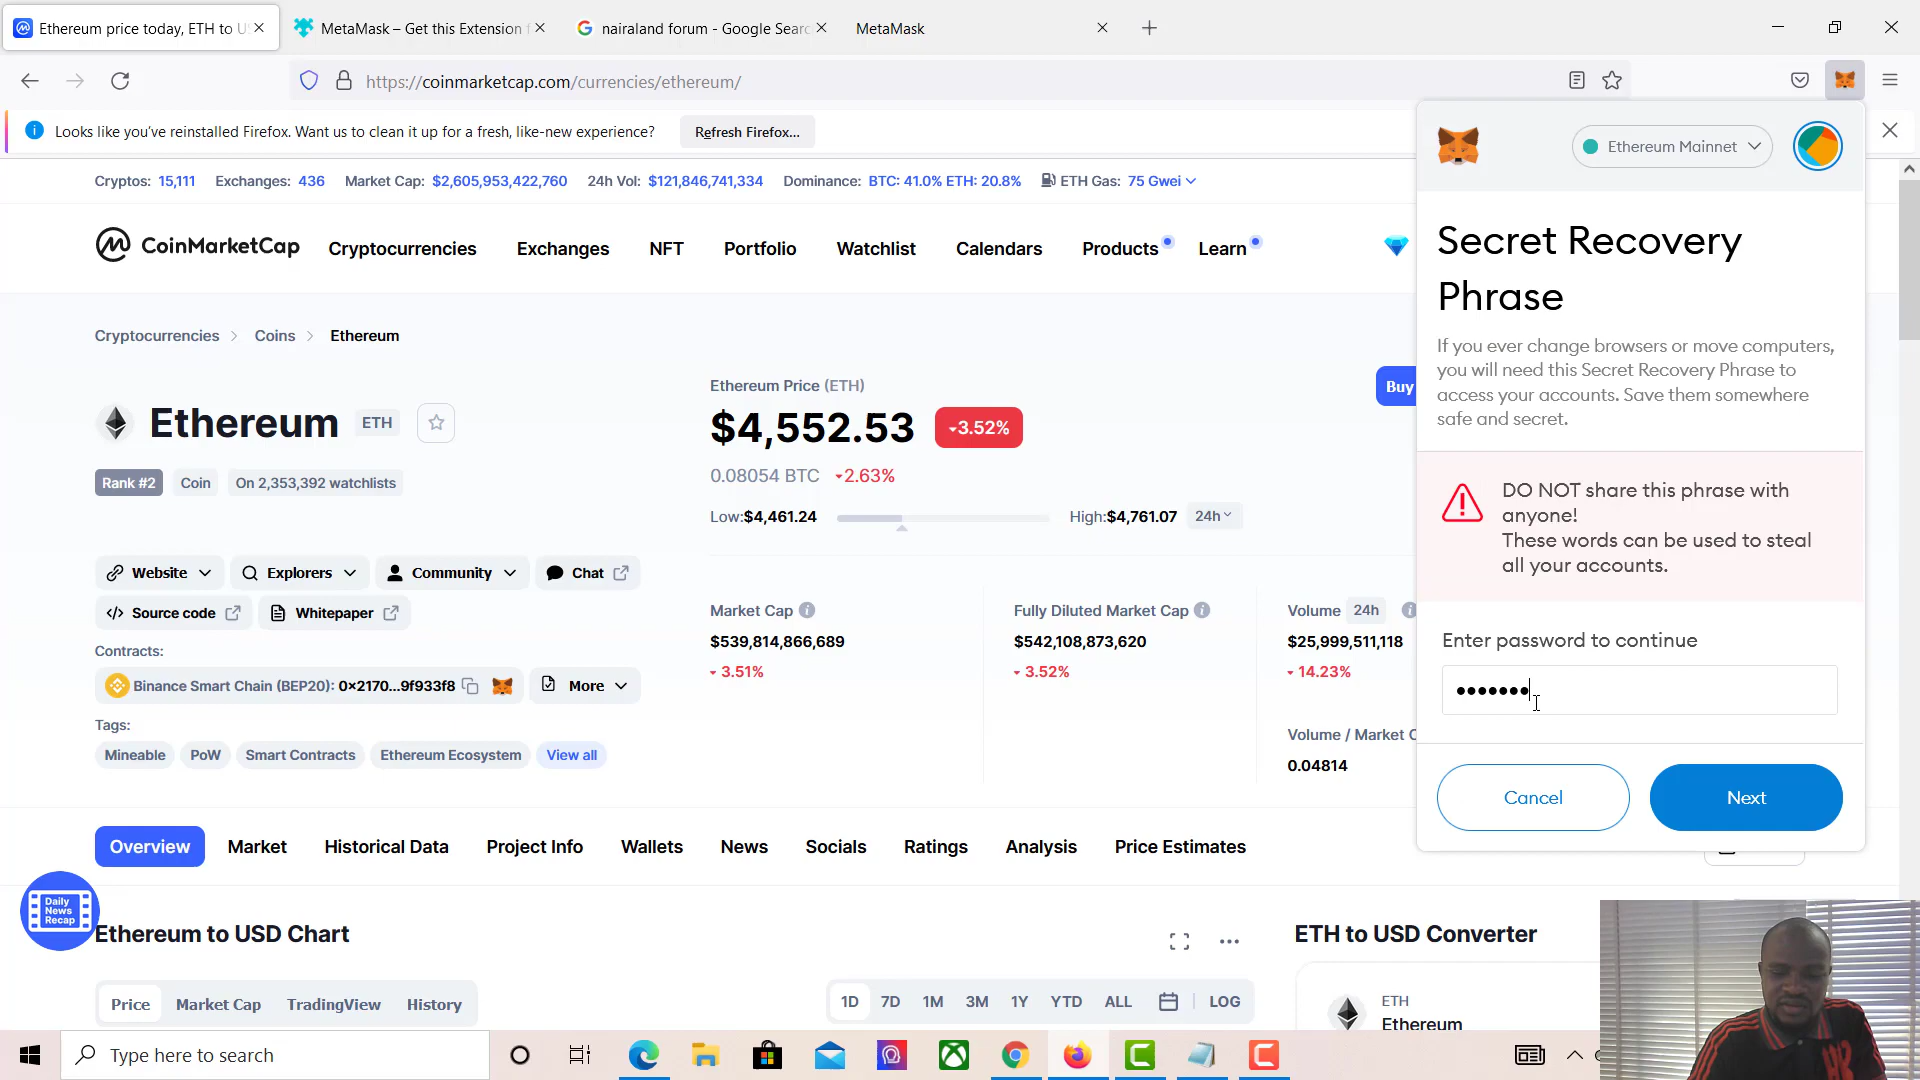 Ethereum price today, ETH to US
MetaMask – Get this Extension f
nairaland forum - Google Searc
MetaMask
https://coinmarketcap.com/currencies/ethereum/
Looks like you've reinstalled Firefox. Want us to clean it up for a fresh, like-new experience?
Refresh Firefox...
Cryptos: 15,111 Exchanges: 436 Market Cap: $2,605,953,422,760 24h Vol: $121,846,741,334 Dominance: BTC: 41.0% ETH: 20.8% ETH Gas: 75 Gwei
CoinMarketCap
Cryptocurrencies Exchanges NFT Portfolio Watchlist Calendars Products Learn
Cryptocurrencies Coins Ethereum
Ethereum ETH
Rank #2 Coin On 2,353,392 watchlists
Ethereum Price (ETH)
$4,552.53 3.52%
0.08054 BTC 2.63%
Low:$4,461.24 High:$4,761.07 24h
Buy
Website Explorers Community Chat
Source code Whitepaper
Contracts:
Binance Smart Chain (BEP20): 0x2170...9f933f8 More
Tags:
Mineable PoW Smart Contracts Ethereum Ecosystem View all
Market Cap
$539,814,866,689
3.51%
Fully Diluted Market Cap
$542,108,873,620
3.52%
Volume 24h
$25,999,511,118
14.23%
Volume / Market C
0.04814
Overview Market Historical Data Project Info Wallets News Socials Ratings Analysis Price Estimates
Daily
News
Recap
Ethereum to USD Chart
Price Market Cap TradingView History
1D 7D 1M 3M 1Y YTD ALL LOG
ETH to USD Converter
ETH
Ethereum
Ethereum Mainnet
Secret Recovery
Phrase
If you ever change browsers or move computers,
you will need this Secret Recovery Phrase to
access your accounts. Save them somewhere
safe and secret.
DO NOT share this phrase with
anyone!
These words can be used to steal
all your accounts.
Enter password to continue
Cancel Next
Type here to search